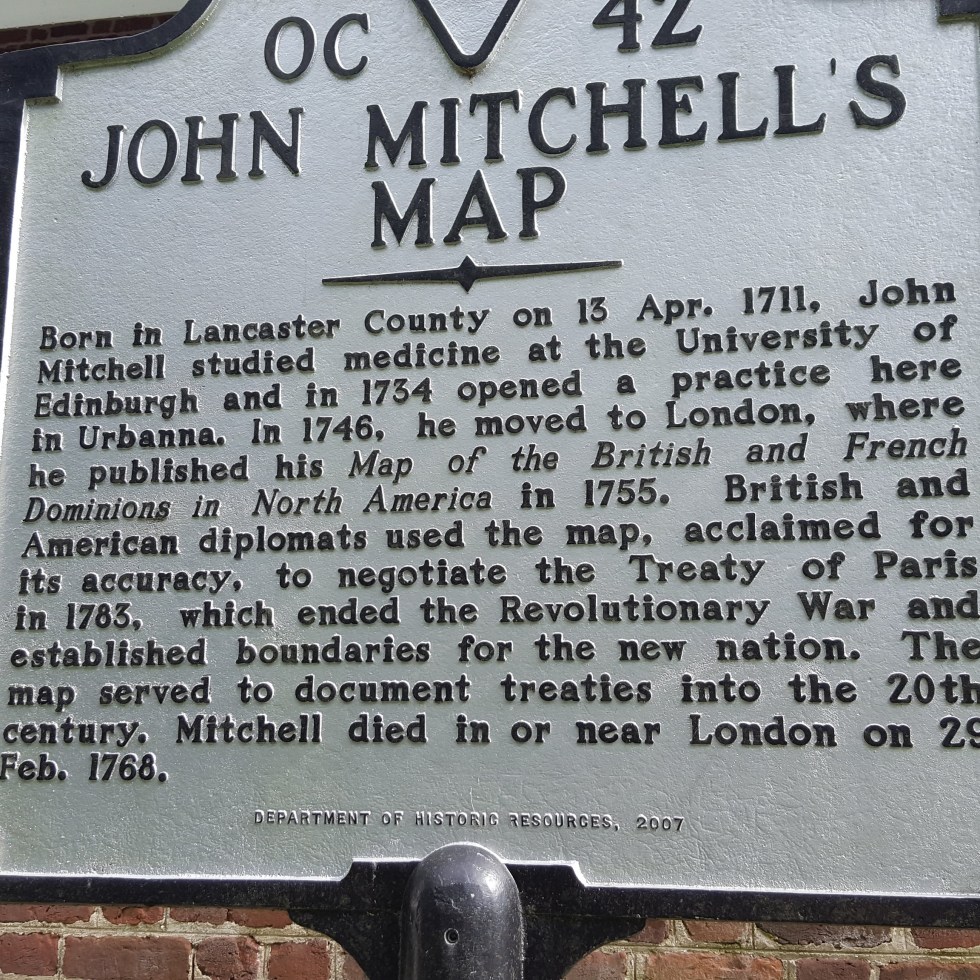 OC 42
JOHN MITCHELL'S
MAP
Born in Lancaster County on 13 Apr. 1711, John
Mitchell studied medicine at the University of
Edinburgh and in 1734 opened a practice here
in Urbanna. In 1746, he moved to London, where
he published his Map of the British and French
Dominions in North America in 1755. British and
American diplomats used the map, acclaimed for
its accuracy, to negotiate the Treaty of Paris
in 1783, which ended the Revolutionary War and
established boundaries for the new nation. The
map served to document treaties into the 20th
century. Mitchell died in or near London on 29
Feb. 1768.
DEPARTMENT OF HISTORIC RESOURCES, 2007